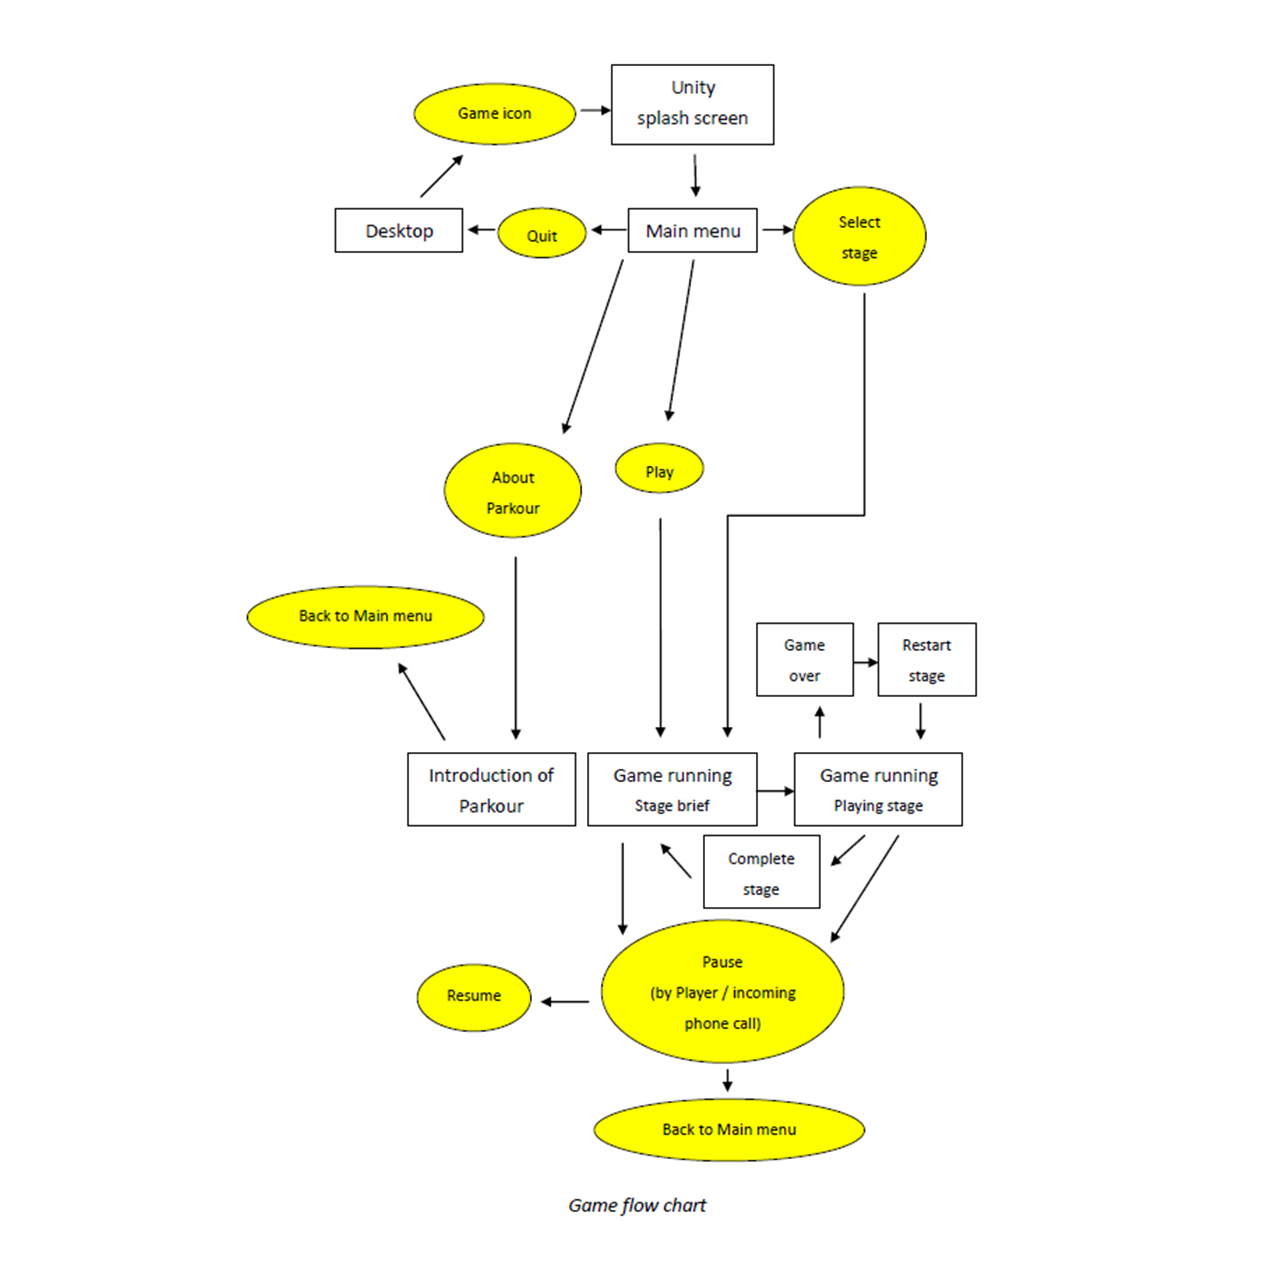 Unity
splash screen
Game icon
Desktop
Quit
Main menu
Select
stage
About
Parkour
Play
Back to Main menu
Game
over
Restart
stage
Introduction of
Parkour
Game running
Stage brief
Game running
Playing stage
Complete
stage
Pause
(by Player / incoming
phone call)
Resume
Back to Main menu
Game flow chart